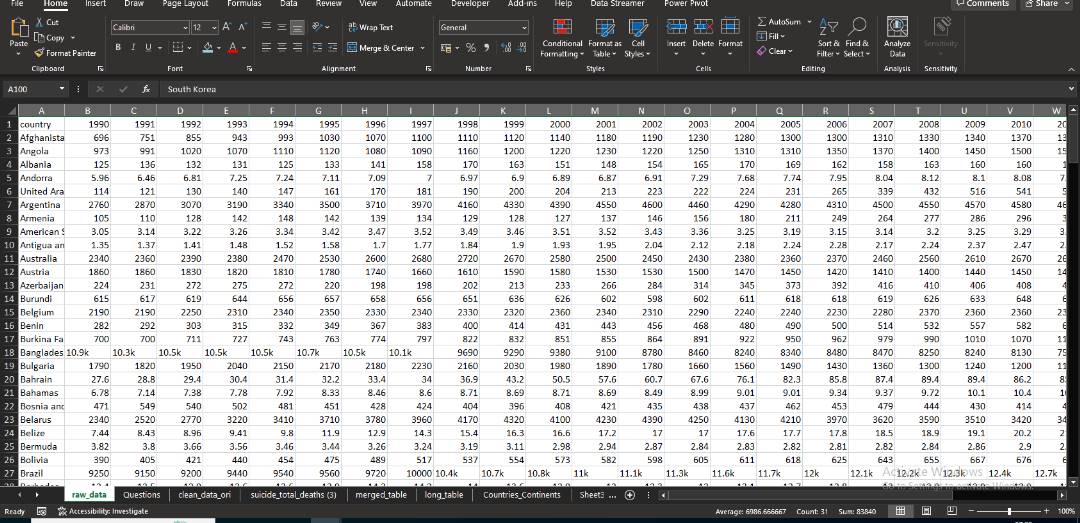 File Home Insert Draw Page Layout Formulas Data Review View Automate Developer Add-ins Help Data Streamer Power Pivot Comments Share
Cut
Copy
Format Painter
Paste
Calibri 12
B I U A
Wrap Text
Merge & Center
General
Conditional Formatting Format as Table Cell Styles
Insert Delete Format
AutoSum
Fill
Clear
Sort & Filter Find & Select
Analyze Data
Sensitivity
Clipboard Font Alignment Number Styles Cells Editing Analysis Sensitivity
A100 fx South Korea
A B C D E F G H I J K L M N O P Q R S T U V W
1 country 1990 1991 1992 1993 1994 1995 1996 1997 1998 1999 2000 2001 2002 2003 2004 2005 2006 2007 2008 2009 2010 20
2 Afghanista 696 751 855 943 993 1030 1070 1100 1110 1120 1140 1180 1190 1230 1280 1300 1300 1310 1330 1340 1370 13
3 Angola 973 991 1020 1070 1110 1120 1080 1090 1160 1200 1220 1230 1220 1250 1310 1310 1350 1370 1400 1450 1500 15
4 Albania 125 136 132 131 125 133 141 158 170 163 151 148 154 165 170 169 162 158 163 160 160 1
5 Andorra 5.96 6.46 6.81 7.25 7.24 7.11 7.09 7 6.97 6.9 6.89 6.87 6.91 7.29 7.68 7.74 7.95 8.04 8.12 8.1 8.08 7.
6 United Ara 114 121 130 140 147 161 170 181 190 200 204 213 223 222 224 231 265 339 432 516 541 5
7 Argentina 2760 2870 3070 3190 3340 3500 3710 3970 4160 4330 4390 4550 4600 4460 4290 4280 4310 4500 4550 4570 4580 46
8 Armenia 105 110 128 142 148 142 139 134 129 128 127 137 146 156 180 211 249 264 277 286 296 3
9 American S 3.05 3.14 3.22 3.26 3.34 3.42 3.47 3.52 3.49 3.46 3.51 3.52 3.43 3.36 3.25 3.19 3.15 3.14 3.2 3.25 3.29 3.
10 Antigua an 1.35 1.37 1.41 1.48 1.52 1.58 1.7 1.77 1.84 1.9 1.93 1.95 2.04 2.12 2.18 2.24 2.28 2.17 2.24 2.37 2.47 2.
11 Australia 2340 2360 2390 2380 2470 2530 2600 2680 2720 2670 2580 2500 2450 2430 2380 2360 2370 2460 2560 2610 2670 26
12 Austria 1860 1860 1830 1820 1810 1780 1740 1660 1610 1590 1580 1530 1530 1500 1470 1450 1420 1410 1400 1440 1450 14
13 Azerbaijan 224 231 272 275 272 220 198 198 202 213 233 266 284 314 345 373 392 416 410 406 408 4
14 Burundi 615 617 619 644 656 657 658 656 651 636 626 602 598 602 611 618 618 619 626 633 648 6
15 Belgium 2190 2190 2250 2310 2340 2350 2330 2340 2330 2320 2360 2340 2310 2290 2240 2240 2230 2280 2370 2360 2360 23
16 Benin 282 292 303 315 332 349 367 383 400 414 431 443 456 468 480 490 500 514 532 557 582 6
17 Burkina Fa 700 700 711 727 743 763 774 797 822 832 851 855 864 891 922 950 962 979 990 1010 1070 11
18 Banglades 10.9k 10.3k 10.5k 10.5k 10.5k 10.7k 10.5k 10.1k 9690 9290 9380 9100 8780 8460 8240 8340 8480 8470 8250 8240 8130 75
19 Bulgaria 1790 1820 1950 2040 2150 2170 2180 2230 2160 2030 1980 1890 1780 1660 1560 1490 1430 1360 1300 1240 1200 11
20 Bahrain 27.6 28.8 29.4 30.4 31.4 32.2 33.4 34 36.9 43.2 50.5 57.6 60.7 67.6 76.1 82.3 85.8 87.4 89.4 89.4 86.2 8
21 Bahamas 6.78 7.14 7.38 7.78 7.92 8.33 8.46 8.6 8.71 8.69 8.71 8.69 8.49 8.99 9.01 9.01 9.34 9.37 9.72 10.1 10.4 1
22 Bosnia and 471 549 540 502 481 451 428 424 404 396 408 421 435 438 437 462 453 479 444 430 414 4
23 Belarus 2340 2520 2770 3220 3410 3710 3780 3960 4170 4320 4100 4230 4290 4250 4130 4210 3970 3620 3590 3510 3420 34
24 Belize 7.44 8.43 8.96 9.41 9.8 11.9 12.9 14.3 15.4 16.3 16.6 17.2 17 17 17.6 17.7 17.8 18.5 18.9 19.1 20.2 2
25 Bermuda 3.82 3.8 3.66 3.56 3.46 3.44 3.26 3.24 3.19 3.11 2.98 2.94 2.87 2.84 2.83 2.82 2.81 2.82 2.84 2.86 2.9 2.
26 Bolivia 390 405 421 440 454 475 489 517 537 554 573 582 598 605 611 618 625 643 655 667 676 6
27 Brazil 9250 9150 9200 9440 9540 9560 9720 10000 10.4k 10.7k 10.8k 11k 11.1k 11.3k 11.6k 11.7k 12k 12.1k 12.2k 12.3k 12.4k 12.7k
Activate Windows
raw_data Questions clean_data_ori suicide_total_deaths (3) merged_table long_table Countries_Continents Sheet3 ...
Ready Accessibility: Investigate Average: 6986.666667 Count: 31 Sum: 83840 100%